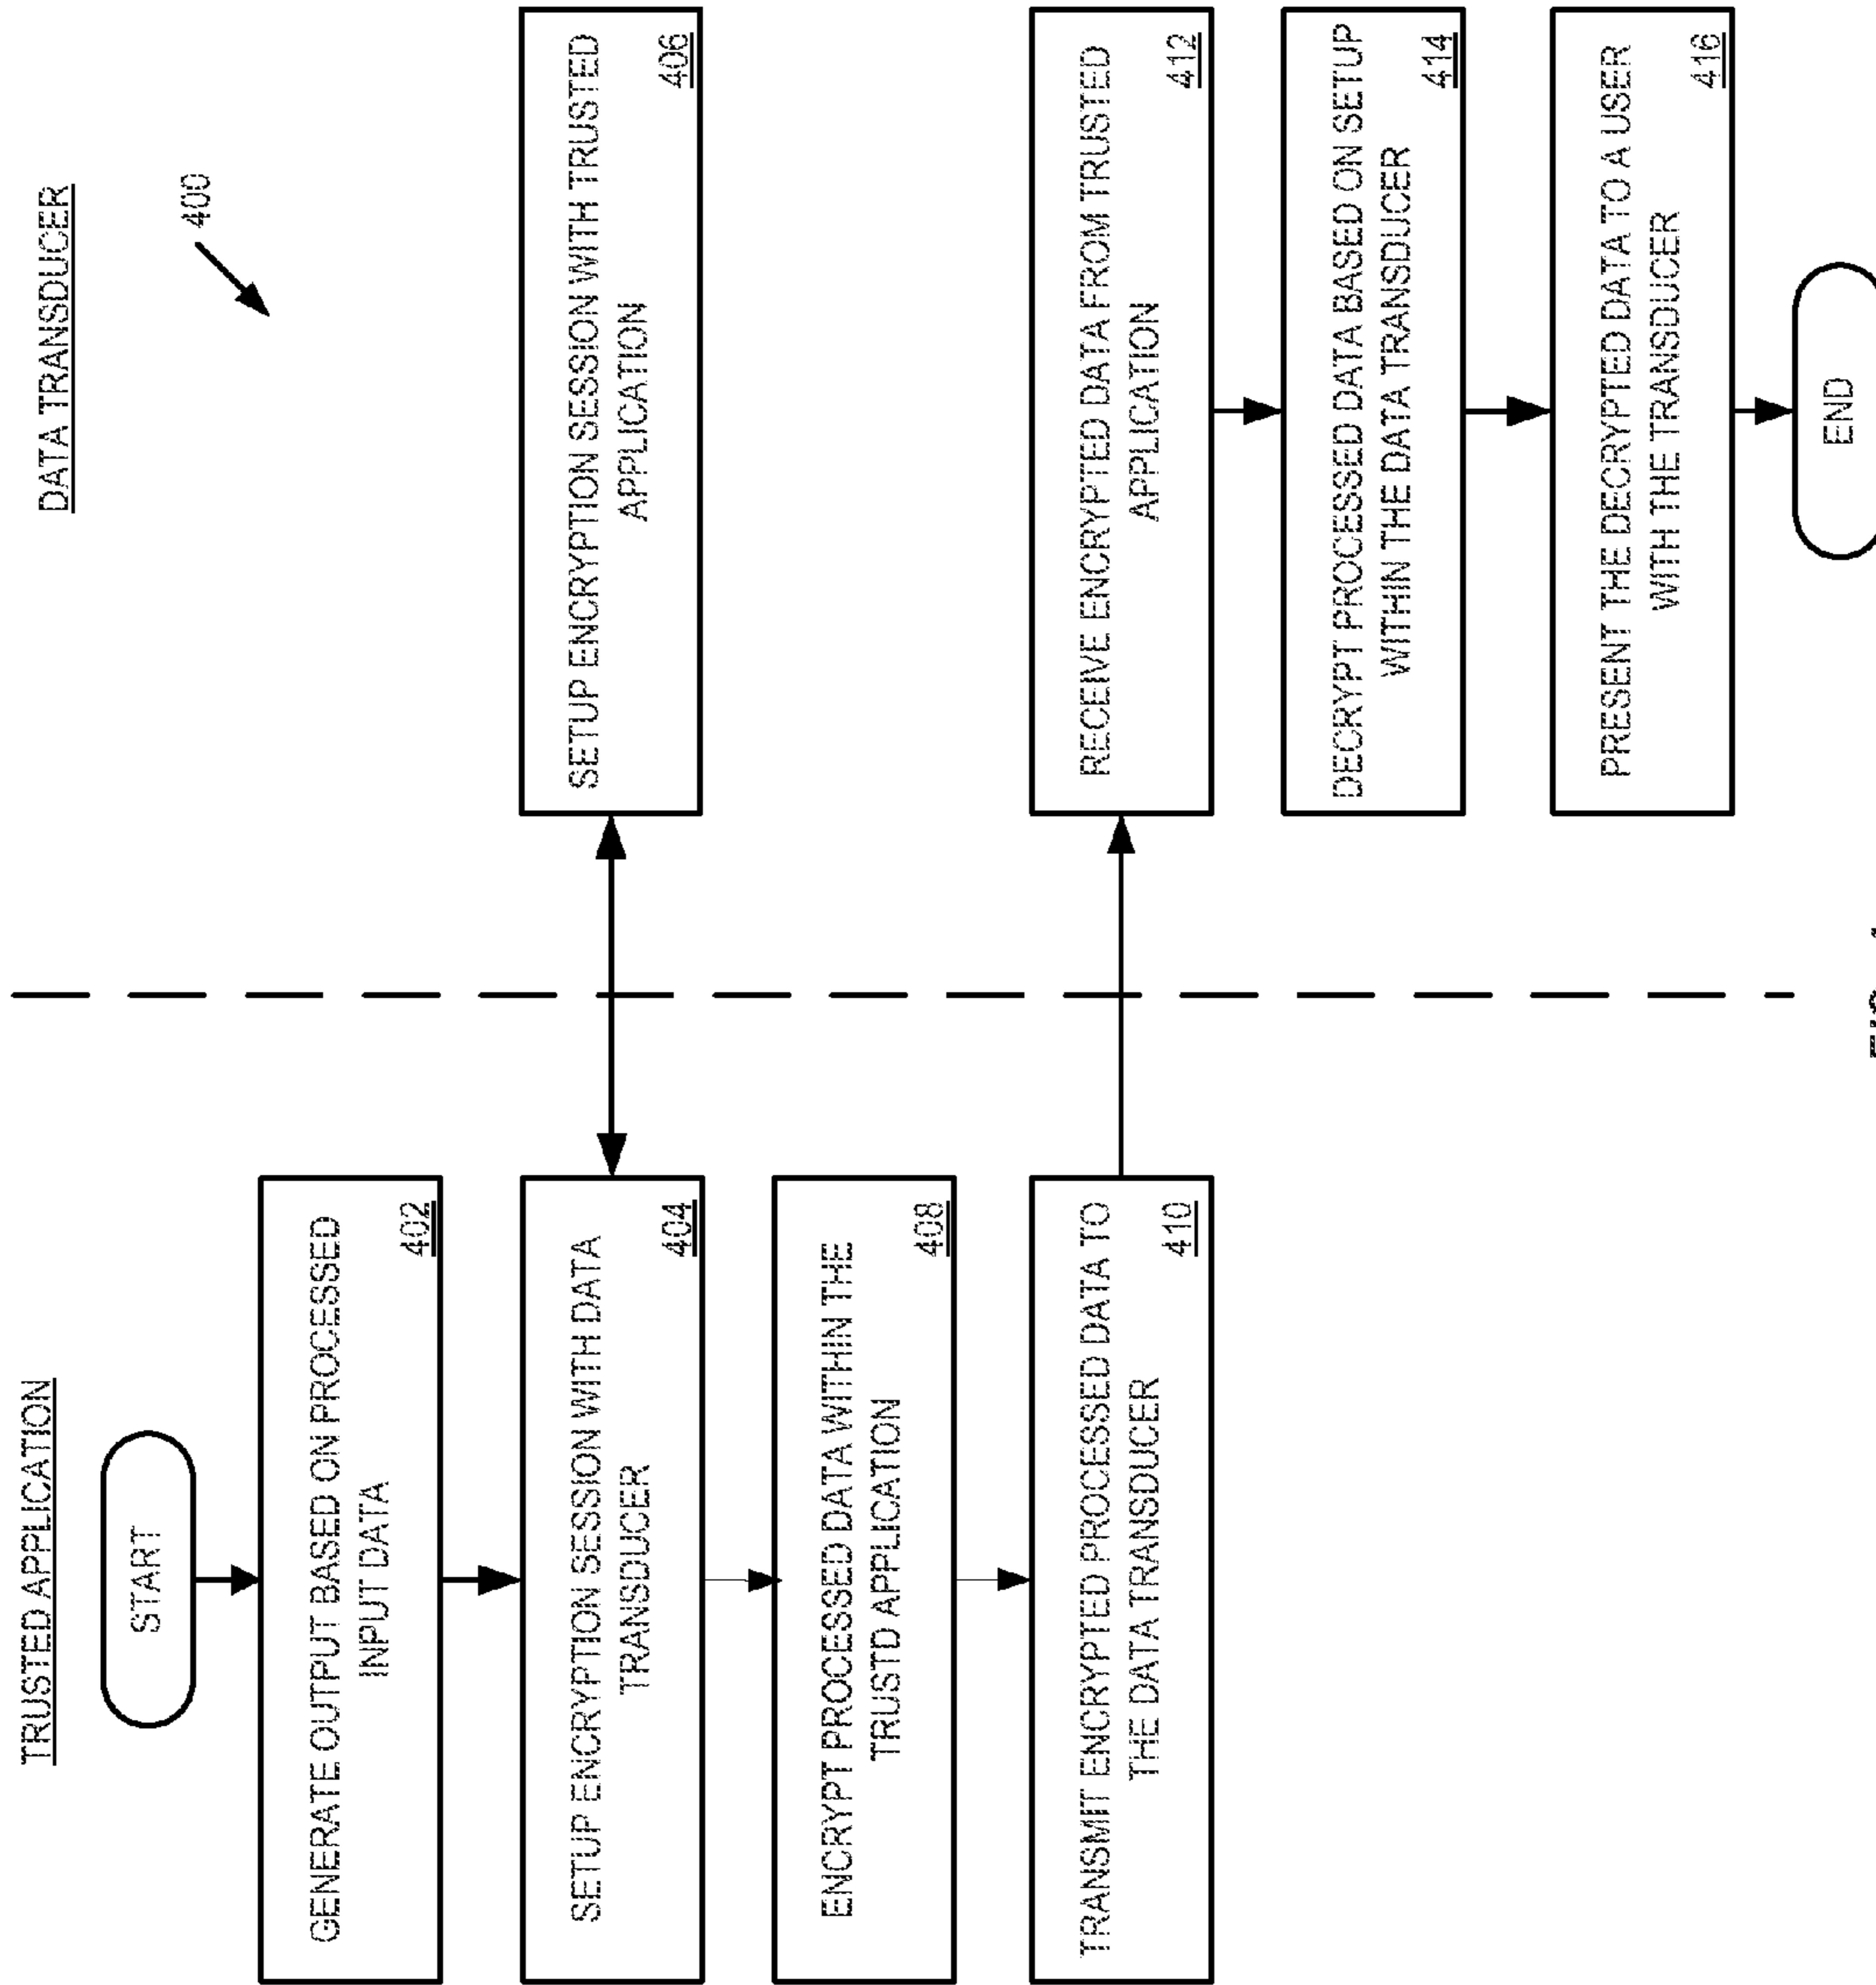 TRUSTED APPLICATION
START
GENERATE OUTPUT BASED ON PROCESSED
INPUT DATA
402
SETUP ENCRYPTION SESSION WITH DATA
TRANSDUCER
404
ENCRYPT PROCESSED DATA WITHIN THE
TRUSTD APPLICATION
408
TRANSMIT ENCRYPTED PROCESSED DATA TO
THE DATA TRANSDUCER
410
DATA TRANSDUCER
400
SETUP ENCRYPTION SESSION WITH TRUSTED
APPLICATION
406
RECEIVE ENCRYPTED DATA FROM TRUSTED
APPLICATION
412
DECRYPT PROCESSED DATA BASED ON SETUP
WITHIN THE DATA TRANSDUCER
414
PRESENT THE DECRYPTED DATA TO A USER
WITH THE TRANSDUCER
416
END